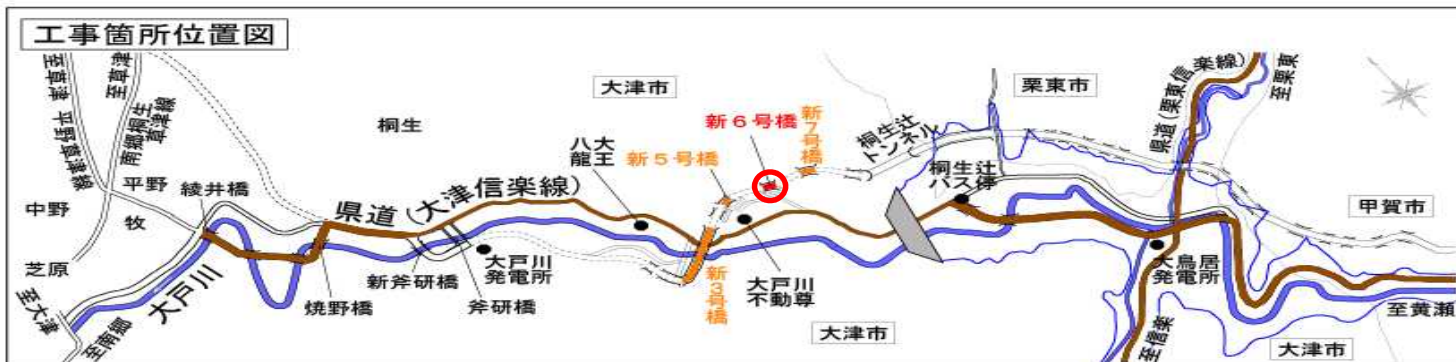 工事箇所位置図
至草津
平野草津線
至草津
南郷桐生
草津線
桐生
大津市
栗東市
県道(栗東信楽線)
至栗東
新６号橋
新７号橋
桐生辻
トンネル
八大
龍王
新５号橋
桐生辻
バス停
平野
綾井橋
県道(大津信楽線)
中野
牧
甲賀市
芝原
大戸川
新斧研橋
大戸川
発電所
新３号橋
大戸川
不動尊
大鳥居
発電所
至大津
焼野橋
斧研橋
至黄瀬
至南郷
大津市
至信楽
大津市